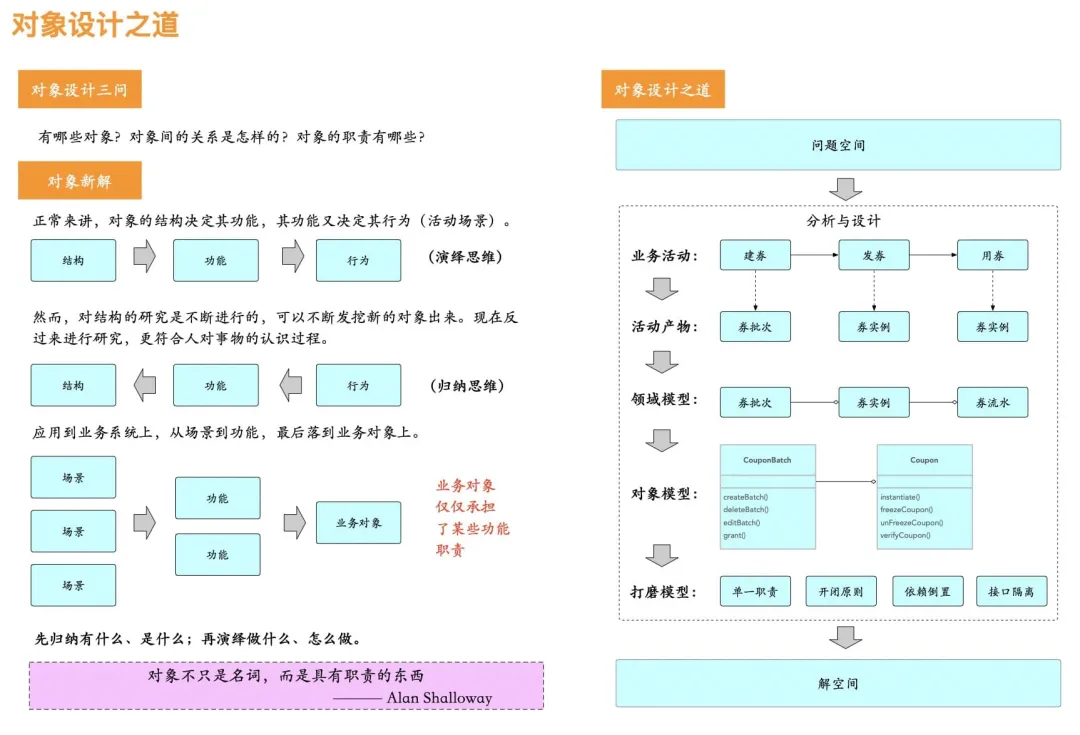 对象设计之道
对象设计三问
有哪些对象？对象间的关系是怎样的？对象的职责有哪些？
对象新解
正常来讲，对象的结构决定其功能，其功能又决定其行为（活动场景）。
结构
功能
行为
（演绎思维）
然而，对结构的研究是不断进行的，可以不断发挖新的对象出来。现在反
过来进行研究，更符合人对事物的认识过程。
结构
功能
行为
（归纳思维）
应用到业务系统上，从场景到功能，最后落到业务对象上。
场景
场景
场景
功能
功能
业务对象
业务对象
仅仅承担
了某些功能
职责
先归纳有什么、是什么；再演绎做什么、怎么做。
对象不只是名词，而是具有职责的东西
——— Alan Shalloway
对象设计之道
问题空间
分析与设计
业务活动：
建券
发券
用券
活动产物：
券批次
券实例
券实例
领域模型：
券批次
券实例
券流水
对象模型：
CouponBatch
createBatch()
deleteBatch()
editBatch()
grant()
Coupon
instantiate()
freezeCoupon()
unFreezeCoupon()
verifyCoupon()
打磨模型：
单一职责
开闭原则
依赖倒置
接口隔离
解空间